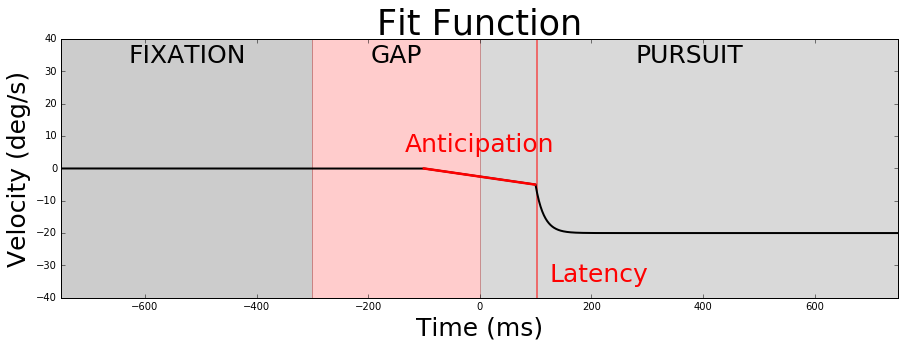 Fit Function
FIXATION GAP PURSUIT
Anticipation
Latency
Velocity (deg/s)
40
30
20
10
0
−10
−20
−30
−40
−600 −400 −200 0 200 400 600
Time (ms)